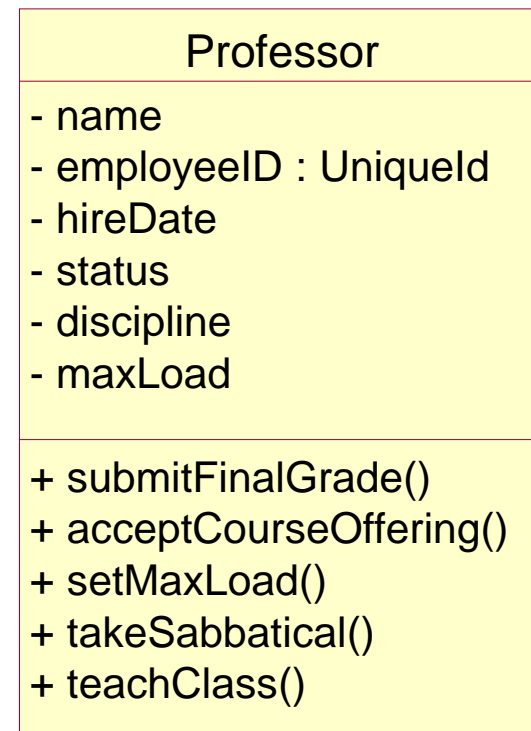 Professor
- name
- employeeID : UniqueId
- hireDate
- status
- discipline
- maxLoad
+ submitFinalGrade()
+ acceptCourseOffering()
+ setMaxLoad()
+ takeSabbatical()
+ teachClass()